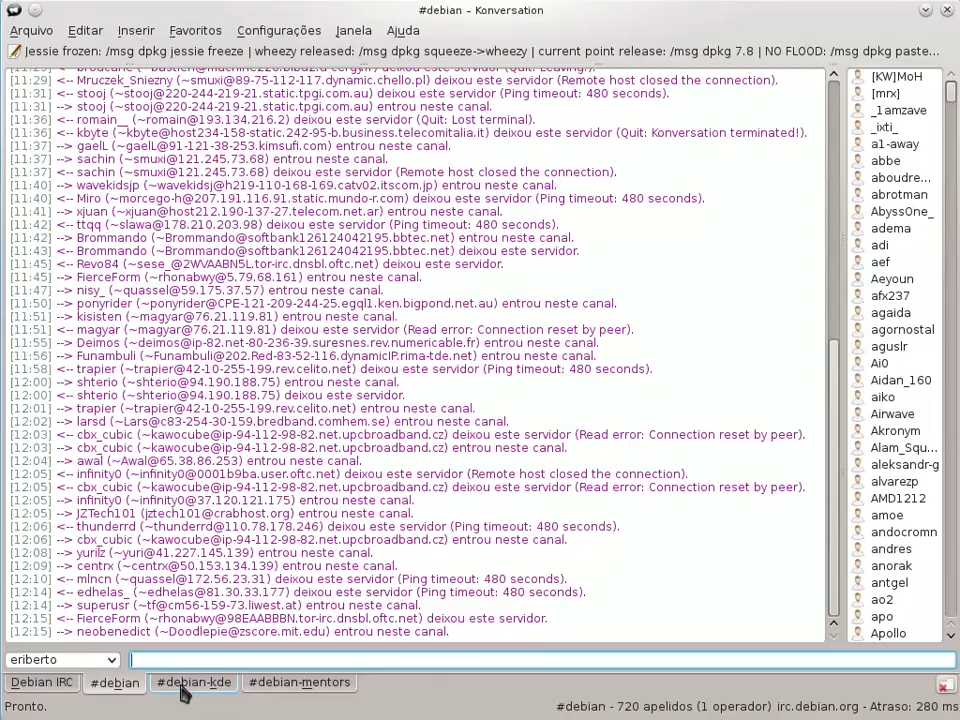 #debian – Konversation
Arquivo Editar Inserir Favoritos Configurações Janela Ajuda
Jessie frozen: /msg dpkg jessie freeze | wheezy released: /msg dpkg squeeze->wheezy | current point release: /msg dpkg 7.8 | NO FLOOD: /msg dpkg paste...
[11:29] <-- Mruczek_Sniezny (~smuxi@89-75-112-117.dynamic.chello.pl) deixou este servidor (Remote host closed the connection).
[11:31] <-- stooj (~stooj@220-244-219-21.static.tpgi.com.au) deixou este servidor (Ping timeout: 480 seconds).
[11:31] --> stooj (~stooj@220-244-219-21.static.tpgi.com.au) entrou neste canal.
[11:36] <-- romain__ (~romain@193.134.216.2) deixou este servidor (Quit: Lost terminal).
[11:36] <-- kbyte (~kbyte@host234-158-static.242-95-b.business.telecomitalia.it) deixou este servidor (Quit: Konversation terminated!).
[11:37] --> gaelL (~gaelL@91-121-38-253.kimsufi.com) entrou neste canal.
[11:37] --> sachin (~smuxi@121.245.73.68) entrou neste canal.
[11:37] <-- sachin (~smuxi@121.245.73.68) deixou este servidor (Remote host closed the connection).
[11:40] --> wavekidsjp (~wavekidsj@h219-110-168-169.catv02.itscom.jp) entrou neste canal.
[11:40] <-- Miro (~morcego-h@207.191.116.91.static.mundo-r.com) deixou este servidor (Ping timeout: 480 seconds).
[11:41] --> xjuan (~xjuan@host212.190-137-27.telecom.net.ar) entrou neste canal.
[11:42] <-- ttqq (~slawa@178.210.203.98) deixou este servidor (Ping timeout: 480 seconds).
[11:42] --> Brommando (~Brommando@softbank126124042195.bbtec.net) entrou neste canal.
[11:43] <-- Brommando (~Brommando@softbank126124042195.bbtec.net) deixou este servidor.
[11:45] <-- Revo84 (~sese_@2WVAABN5L.tor-irc.dnsbl.oftc.net) deixou este servidor.
[11:45] --> FierceForm (~rhonabwy@5.79.68.161) entrou neste canal.
[11:47] --> nisy_ (~quassel@59.175.37.57) entrou neste canal.
[11:50] --> ponyrider (~ponyrider@CPE-121-209-244-25.egql1.ken.bigpond.net.au) entrou neste canal.
[11:51] --> kisisten (~magyar@76.21.119.81) entrou neste canal.
[11:51] <-- magyar (~magyar@76.21.119.81) deixou este servidor (Read error: Connection reset by peer).
[11:55] --> Deimos (~deimos@ip-82.net-80-236-39.suresnes.rev.numericable.fr) entrou neste canal.
[11:56] --> Funambuli (~Funambuli@202.Red-83-52-116.dynamicIP.rima-tde.net) entrou neste canal.
[11:58] <-- trapier (~trapier@42-10-255-199.rev.celito.net) deixou este servidor (Ping timeout: 480 seconds).
[12:00] --> shterio (~shterio@94.190.188.75) entrou neste canal.
[12:00] <-- shterio (~shterio@94.190.188.75) deixou este servidor.
[12:01] --> trapier (~trapier@42-10-255-199.rev.celito.net) entrou neste canal.
[12:02] --> larsd (~Lars@c83-254-30-159.bredband.comhem.se) entrou neste canal.
[12:03] <-- cbx_cubic (~kawocube@ip-94-112-98-82.net.upcbroadband.cz) deixou este servidor (Read error: Connection reset by peer).
[12:03] --> cbx_cubic (~kawocube@ip-94-112-98-82.net.upcbroadband.cz) entrou neste canal.
[12:04] --> awal (~Awal@65.38.86.253) entrou neste canal.
[12:05] <-- infinity0 (~infinity0@0001b9ba.user.oftc.net) deixou este servidor (Remote host closed the connection).
[12:05] <-- cbx_cubic (~kawocube@ip-94-112-98-82.net.upcbroadband.cz) deixou este servidor (Read error: Connection reset by peer).
[12:05] --> infinity0 (~infinity0@37.120.121.175) entrou neste canal.
[12:05] --> JZTech101 (jztech101@crabhost.org) entrou neste canal.
[12:06] <-- thunderrd (~thunderrd@110.78.178.246) deixou este servidor (Ping timeout: 480 seconds).
[12:06] --> cbx_cubic (~kawocube@ip-94-112-98-82.net.upcbroadband.cz) entrou neste canal.
[12:08] --> yurilz (~yuri@41.227.145.139) entrou neste canal.
[12:09] --> centrx (~centrx@50.153.134.139) entrou neste canal.
[12:10] <-- mlncn (~quassel@172.56.23.31) deixou este servidor (Ping timeout: 480 seconds).
[12:14] <-- edhelas_ (~edhelas@81.30.33.177) deixou este servidor (Ping timeout: 480 seconds).
[12:14] --> superusr (~tf@cm56-159-73.liwest.at) entrou neste canal.
[12:15] <-- FierceForm (~rhonabwy@98EAABBBN.tor-irc.dnsbl.oftc.net) deixou este servidor.
[12:15] --> neobenedict (~Doodlepie@zscore.mit.edu) entrou neste canal.
[KW]MoH
[mrx]
_1amzave
_ixti_
a1-away
abbe
aboudre...
abrotman
AbyssOne_
adema
adi
aef
Aeyoun
afx237
agaida
agornostal
aguslr
Ai0
Aidan_160
aiko
Airwave
Akronym
Alam_Squ...
aleksandr-g
alvarezp
AMD1212
amoe
andocromn
andres
anorak
antgel
ao2
apo
Apollo
eriberto
Debian IRC #debian #debian-kde #debian-mentors
Pronto. #debian - 720 apelidos (1 operador) irc.debian.org - Atraso: 280 ms